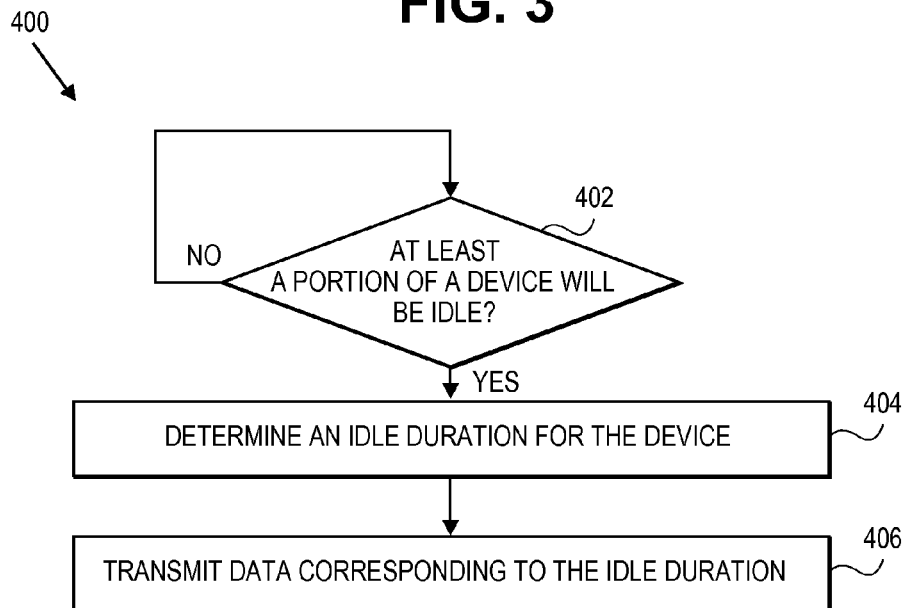 FIG. 3
400
402
AT LEAST
A PORTION OF A DEVICE WILL
BE IDLE?
NO
YES
404
DETERMINE AN IDLE DURATION FOR THE DEVICE
406
TRANSMIT DATA CORRESPONDING TO THE IDLE DURATION